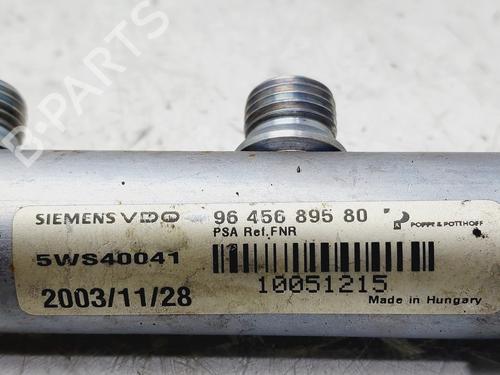 B-PARTS
SIEMENS VDO 96 456 895 80 POPPE & POTTHOFF
PSA Ref.FNR
5WS40041
10051215
2003/11/28 Made in Hungary